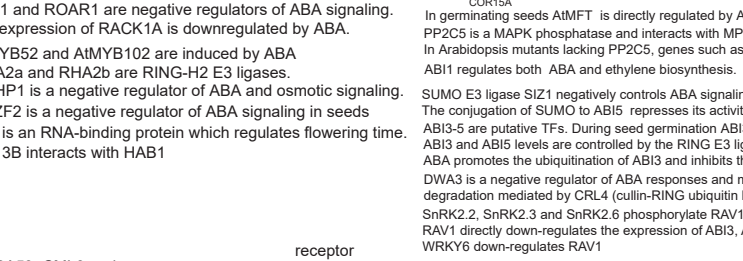 1 and ROAR1 are negative regulators of ABA signaling.
expression of RACK1A is downregulated by ABA.
YB52 and AtMYB102 are induced by ABA
A2a and RHA2b are RING-H2 E3 ligases.
HP1 is a negative regulator of ABA and osmotic signaling.
ZF2 is a negative regulator of ABA signaling in seeds
is an RNA-binding protein which regulates flowering time.
3B interacts with HAB1
receptor
COR15A
In germinating seeds AtMFT is directly regulated by A
PP2C5 is a MAPK phosphatase and interacts with MP
In Arabidopsis mutants lacking PP2C5, genes such as
ABI1 regulates both ABA and ethylene biosynthesis.
SUMO E3 ligase SIZ1 negatively controls ABA signalin
The conjugation of SUMO to ABI5 represses its activit
ABI3-5 are putative TFs. During seed germination ABI
ABI3 and ABI5 levels are controlled by the RING E3 lig
ABA promotes the ubiquitination of ABI3 and inhibits th
DWA3 is a negative regulator of ABA responses and m
degradation mediated by CRL4 (cullin-RING ubiquitin
SnRK2.2, SnRK2.3 and SnRK2.6 phosphorylate RAV1
RAV1 directly down-regulates the expression of ABI3, A
WRKY6 down-regulates RAV1